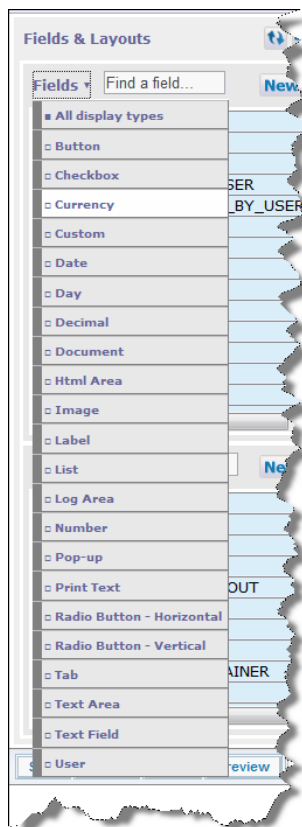 Fields & Layouts
Fields ▾ Find a field... New
All display types
Button
Checkbox
SER
Currency
_BY_USER
Custom
Date
Day
Decimal
Document
Html Area
Image
Label
List
Ne
Log Area
Number
Pop-up
Print Text
OUT
Radio Button - Horizontal
Radio Button - Vertical
Tab
AINER
Text Area
Text Field
User
S
review